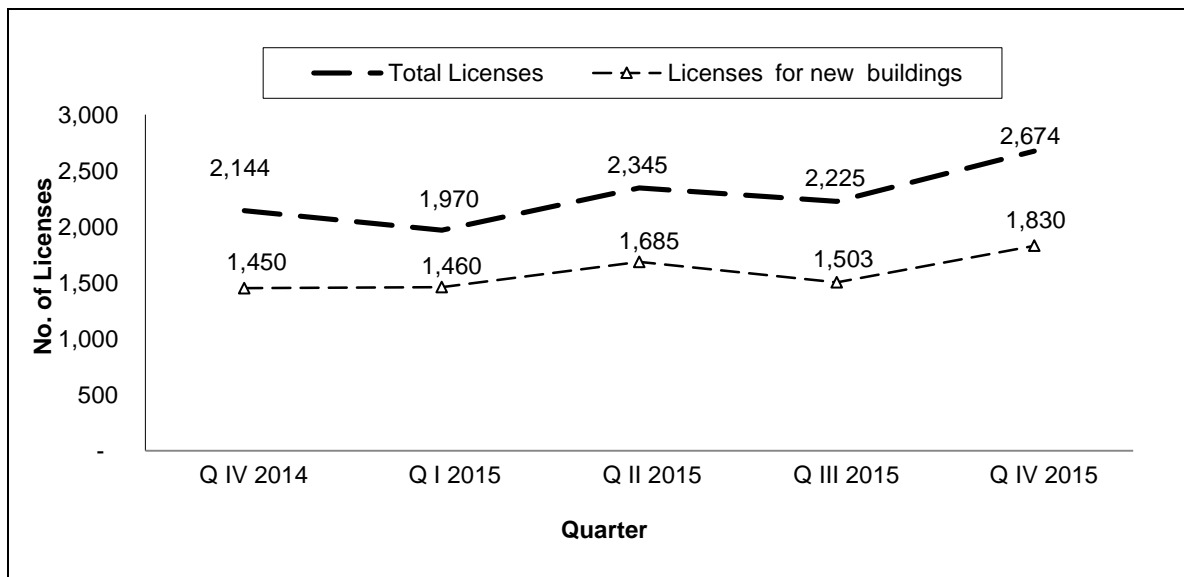 Total Licenses Licenses for new buildings
3,000
2,500
2,000
1,500
1,000
500
-
No. of Licenses
2,144 1,970 2,345 2,225 2,674
1,450 1,460 1,685 1,503 1,830
Q IV 2014 Q I 2015 Q II 2015 Q III 2015 Q IV 2015
Quarter